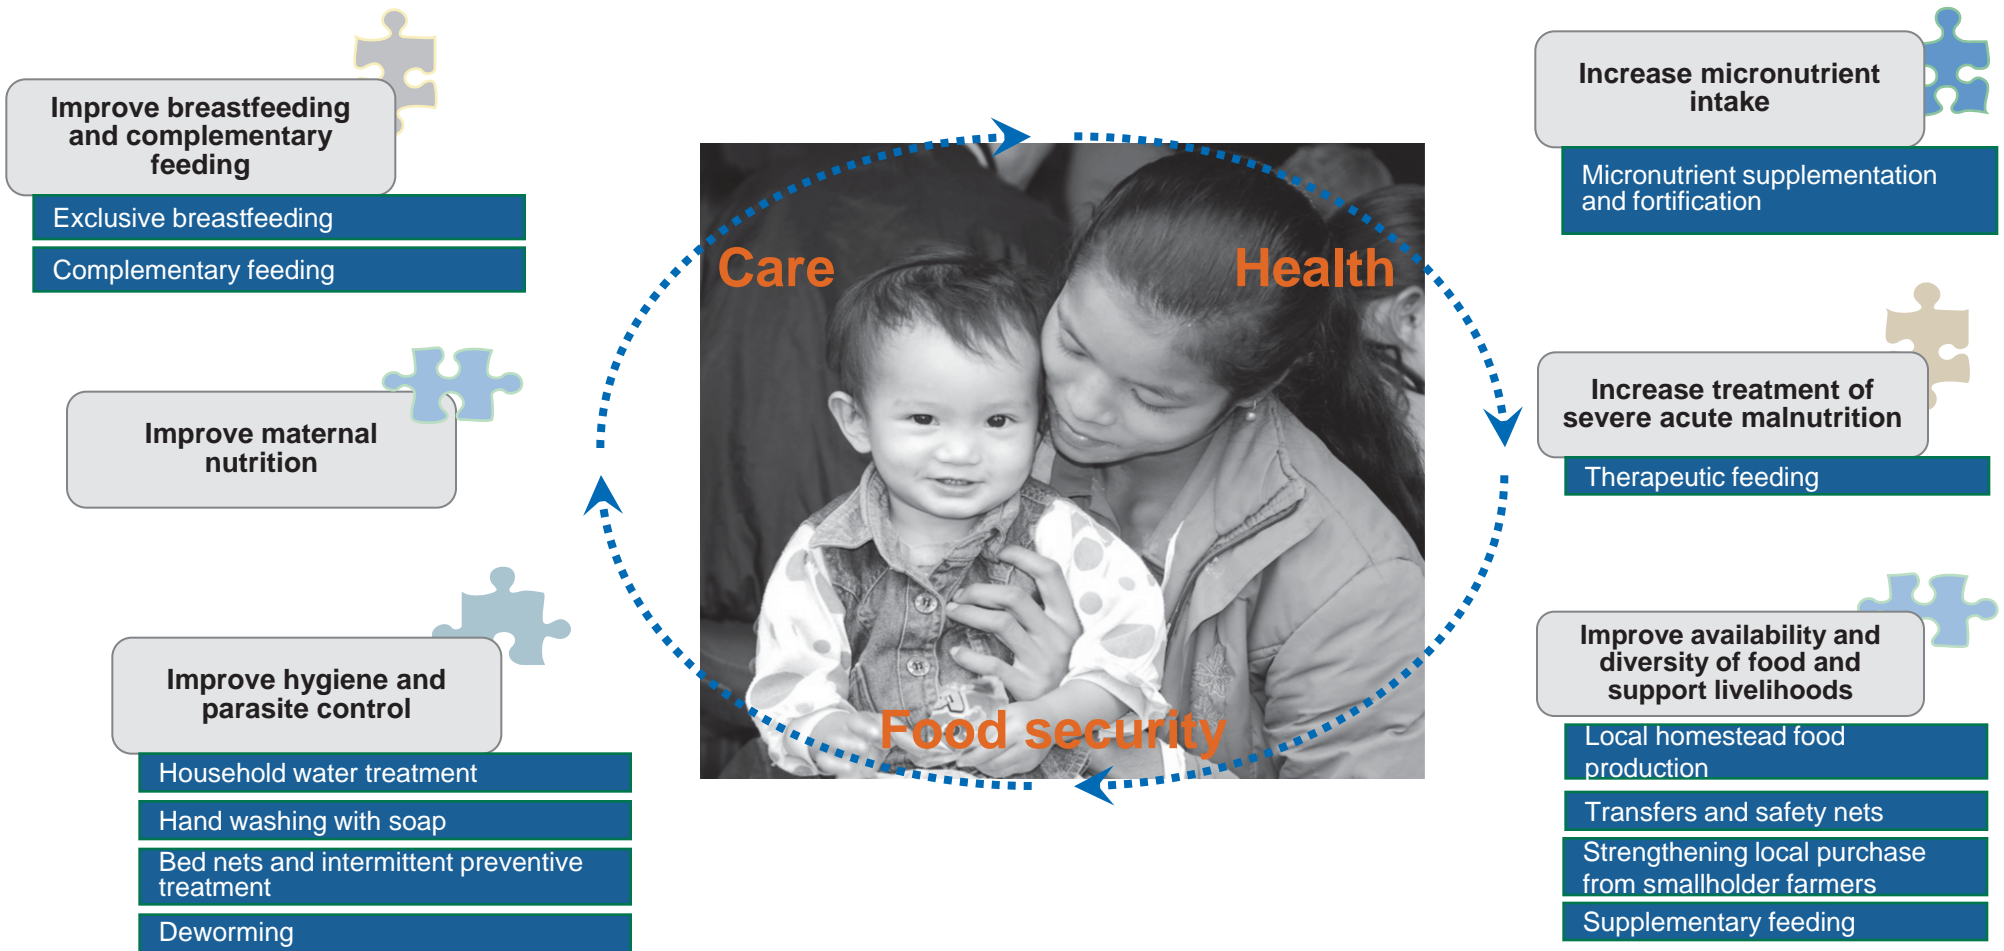 Improve breastfeeding
and complementary
feeding
Exclusive breastfeeding
Complementary feeding
Improve maternal
nutrition
Improve hygiene and
parasite control
Household water treatment
Hand washing with soap
Bed nets and intermittent preventive
treatment
Deworming
Care
Health
Food security
Increase micronutrient
intake
Micronutrient supplementation
and fortification
Increase treatment of
severe acute malnutrition
Therapeutic feeding
Improve availability and
diversity of food and
support livelihoods
Local homestead food
production
Transfers and safety nets
Strengthening local purchase
from smallholder farmers
Supplementary feeding